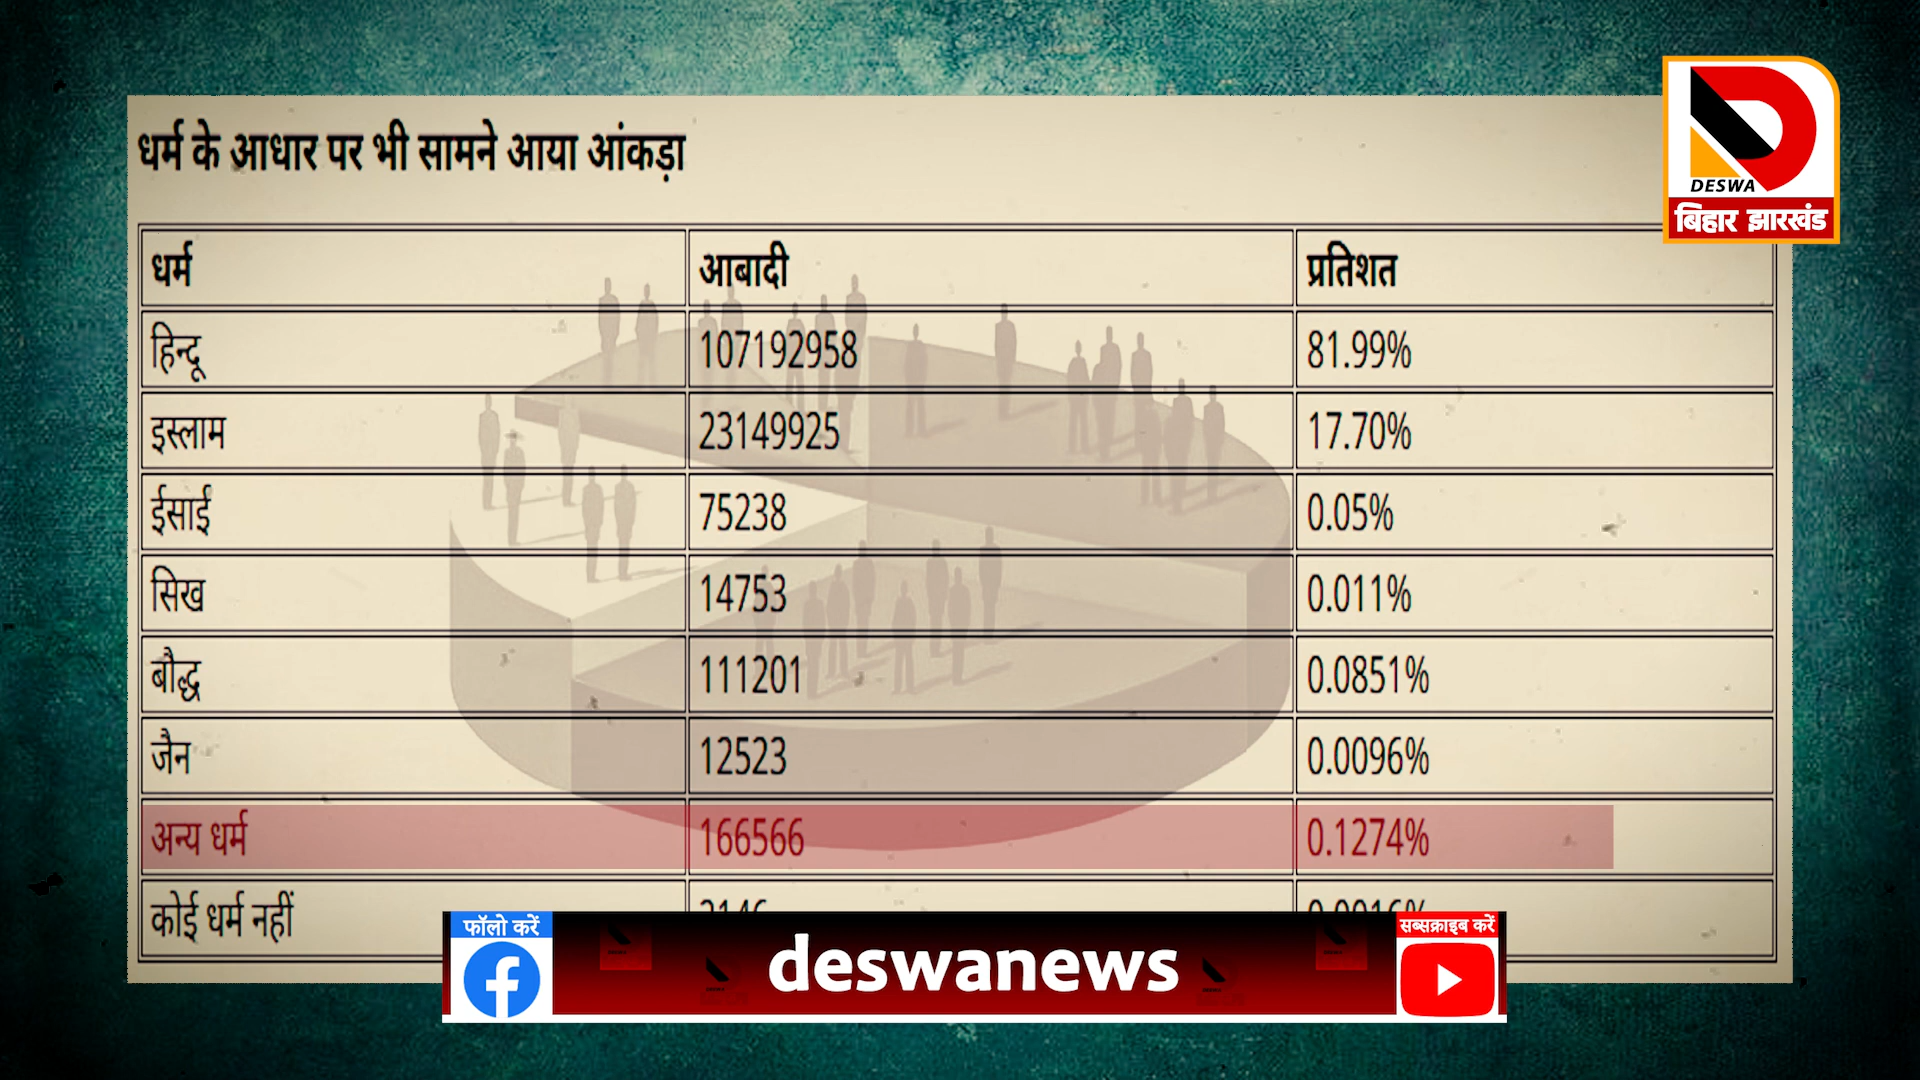 धर्म के आधार पर भी सामने आया आंकड़ा
DESWA
बिहार झारखंड
धर्म आबादी प्रतिशत
हिन्दू 107192958 81.99%
इस्लाम 23149925 17.70%
ईसाई 75238 0.05%
सिख 14753 0.011%
बौद्ध 111201 0.0851%
जैन 12523 0.0096%
अन्य धर्म 166566 0.1274%
कोई धर्म नहीं
फॉलो करें
deswanews
सब्सक्राइब करें